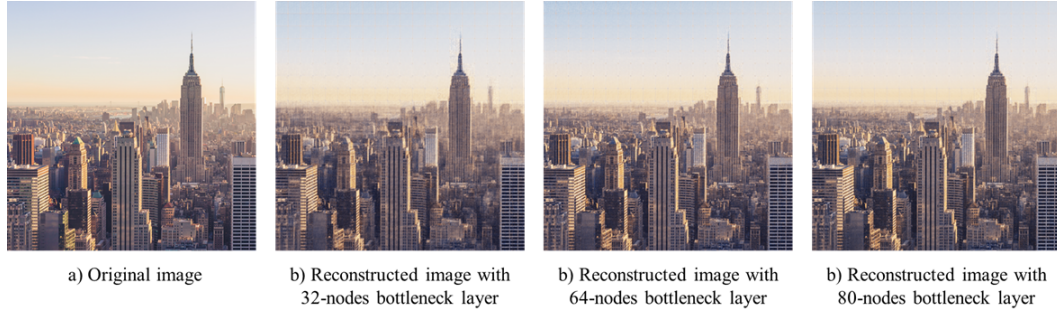 a) Original image
b) Reconstructed image with
32-nodes bottleneck layer
b) Reconstructed image with
64-nodes bottleneck layer
b) Reconstructed image with
80-nodes bottleneck layer